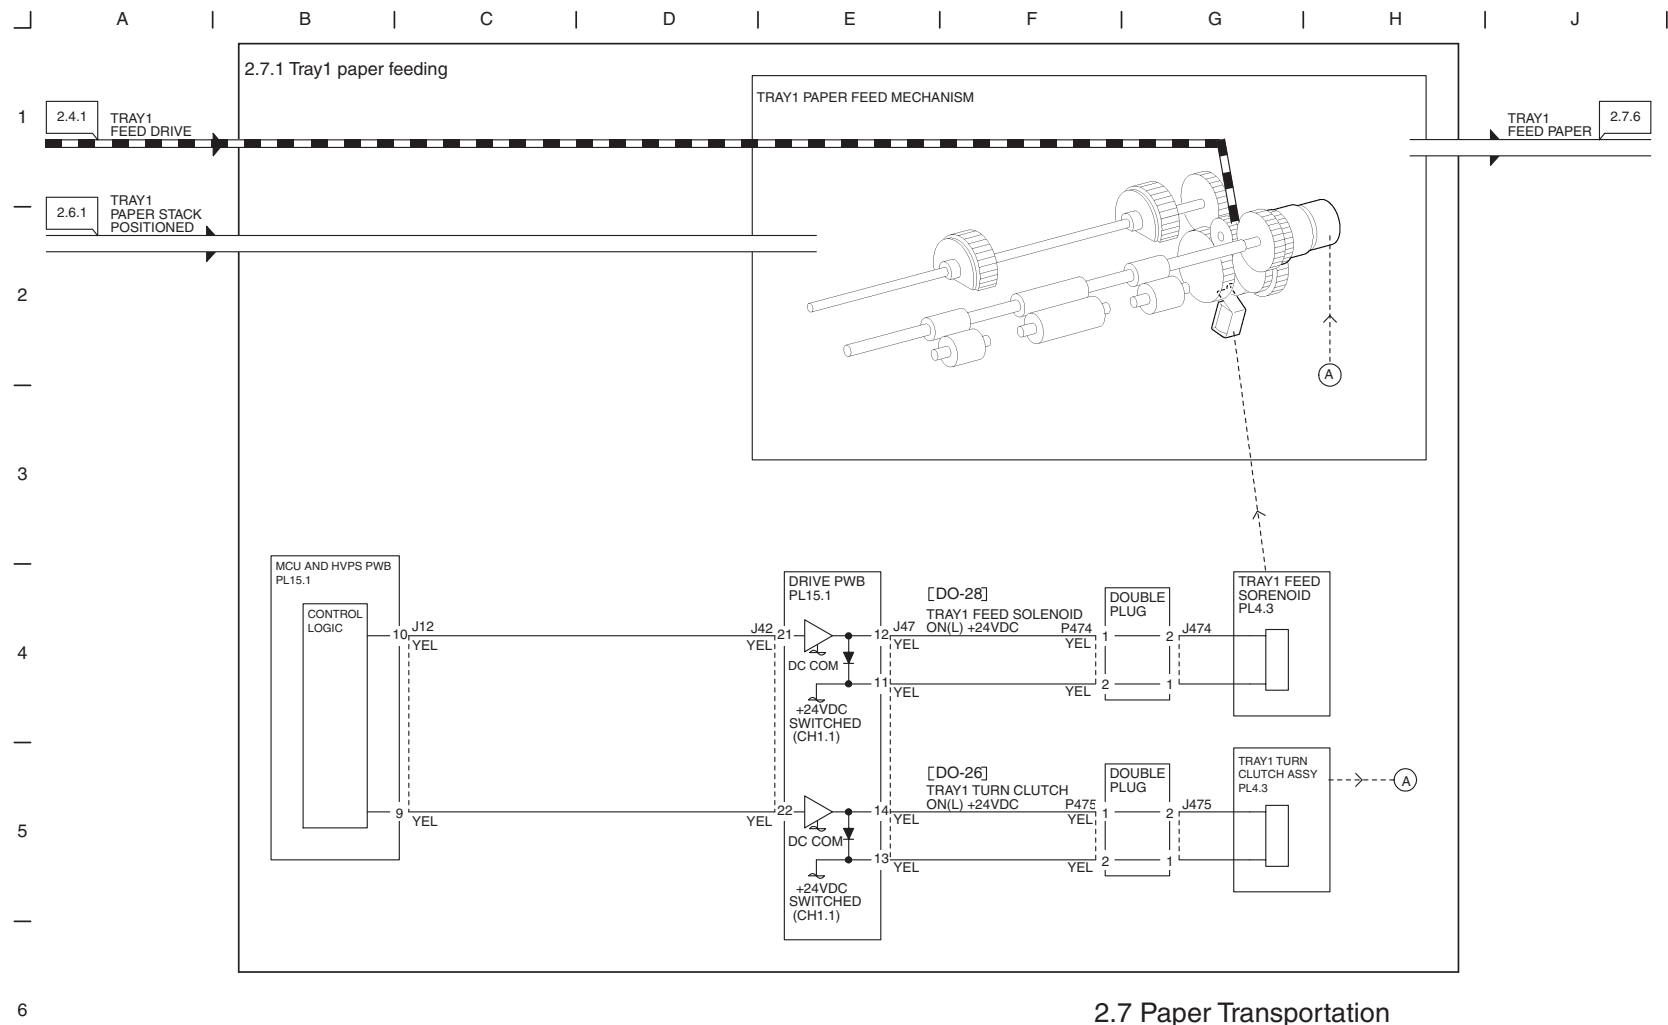 A B C D E F G H J
2.7.1 Tray1 paper feeding
TRAY1 PAPER FEED MECHANISM
1
2.4.1
TRAY1
FEED DRIVE
TRAY1
FEED PAPER
2.7.6
2.6.1
TRAY1
PAPER STACK
POSITIONED
2
A
3
MCU AND HVPS PWB
PL15.1
CONTROL
LOGIC
10
J12
YEL
9
YEL
DRIVE PWB
PL15.1
J42
YEL
21
DC COM
12
J47
YEL
11
YEL
+24VDC
SWITCHED
(CH1.1)
[DO-28]
TRAY1 FEED SOLENOID
ON(L) +24VDC
P474
YEL
YEL
DOUBLE
PLUG
1 2
2 1
J474
TRAY1 FEED
SORENOID
PL4.3
4
YEL
22
DC COM
14
YEL
13
YEL
+24VDC
SWITCHED
(CH1.1)
[DO-26]
TRAY1 TURN CLUTCH
ON(L) +24VDC
P475
YEL
YEL
DOUBLE
PLUG
1 2
2 1
J475
TRAY1 TURN
CLUTCH ASSY
PL4.3
A
5
6
2.7 Paper Transportation